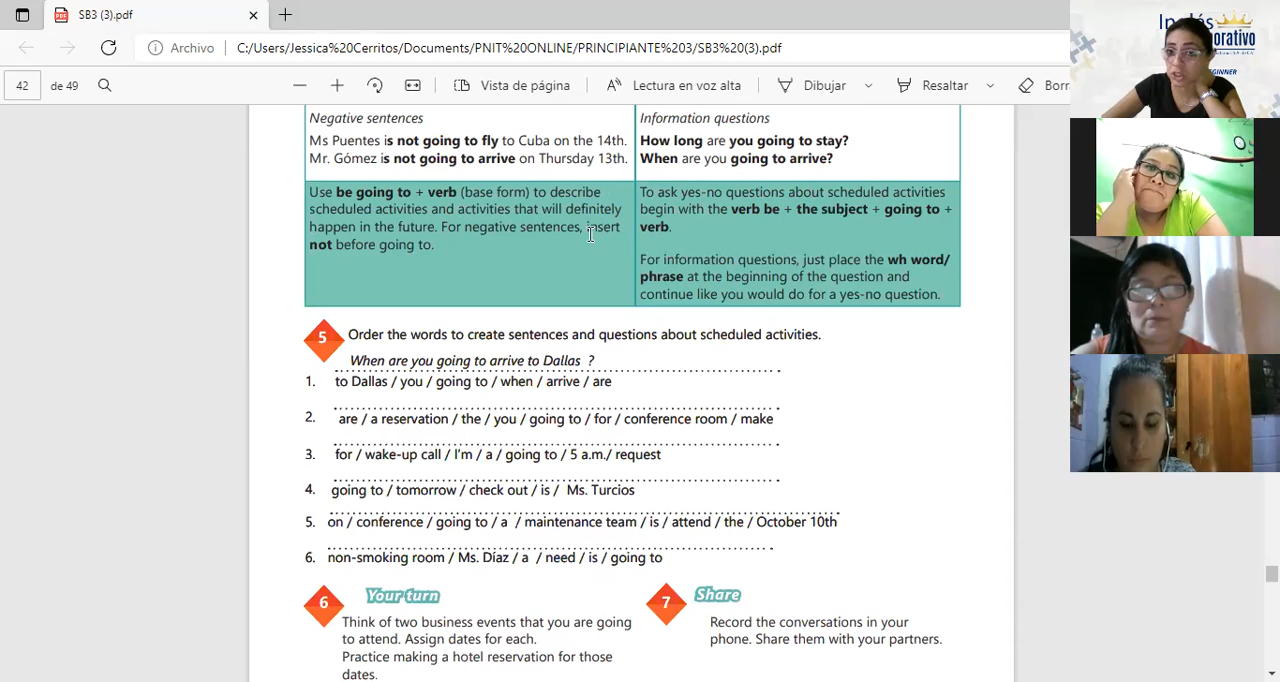 SB3 (3).pdf
Archivo
C:/Users/Jessica%20Cerritos/Documents/PNIT%20ONLINE/PRINCIPIANTE%203/SB3%20(3).pdf
42 de 49
Vista de página
Lectura en voz alta
Dibujar
Resaltar
Borra
Inglés
orporativo
GINNER
Negative sentences
Ms Puentes is not going to fly to Cuba on the 14th.
Mr. Gómez is not going to arrive on Thursday 13th.
Information questions
How long are you going to stay?
When are you going to arrive?
Use be going to + verb (base form) to describe
scheduled activities and activities that will definitely
happen in the future. For negative sentences, insert
not before going to.
To ask yes-no questions about scheduled activities
begin with the verb be + the subject + going to +
verb.
For information questions, just place the wh word/
phrase at the beginning of the question and
continue like you would do for a yes-no question.
5 Order the words to create sentences and questions about scheduled activities.
When are you going to arrive to Dallas ?
1. to Dallas / you / going to / when / arrive / are
2. are / a reservation / the / you / going to / for / conference room / make
3. for / wake-up call / I'm / a / going to / 5 a.m./ request
4. going to / tomorrow / check out / is / Ms. Turcios
5. on / conference / going to / a / maintenance team / is / attend / the / October 10th
6. non-smoking room / Ms. Díaz / a / need / is / going to
6 Your turn
Think of two business events that you are going
to attend. Assign dates for each.
Practice making a hotel reservation for those
dates.
7 Share
Record the conversations in your
phone. Share them with your partners.